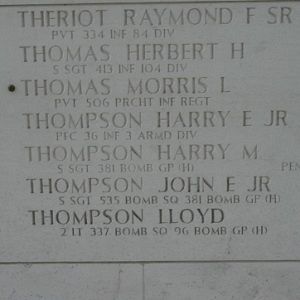 THERIOT RAYMOND F SR
PVT 334 INF 84 DIV
THOMAS HERBERT H
S SGT 413 INF 104 DIV
THOMAS MORRIS L
PVT 506 PRCHT INF REGT
THOMPSON HARRY E JR
PFC 36 INF 3 ARMD DIV
THOMPSON HARRY M
S SGT 381 BOMB GP (H)
THOMPSON JOHN E JR
S SGT 535 BOMB SQ 381 BOMB GP (H)
THOMPSON LLOYD
2 LT 337 BOMB SQ 96 BOMB GP (H)